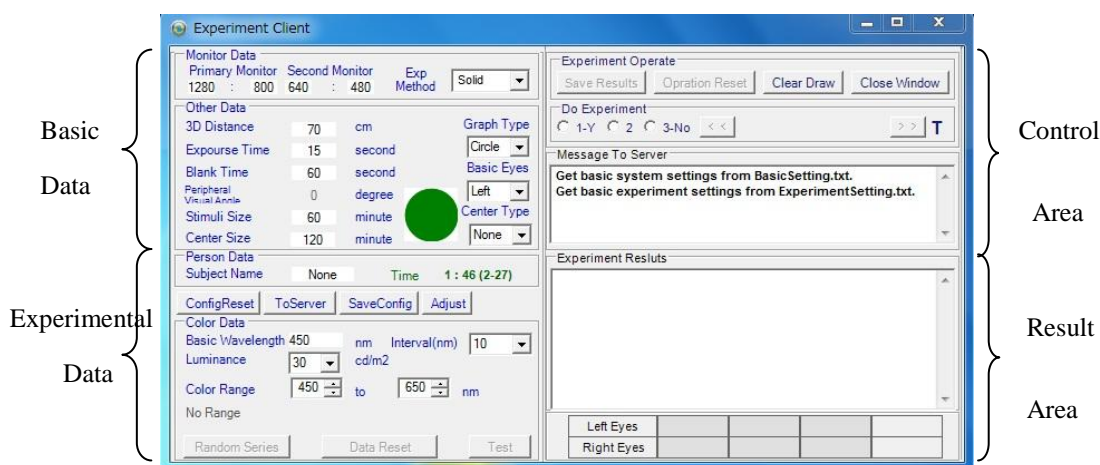 Experiment Client
Basic
Data
Experimental
Data
Monitor Data
Primary Monitor Second Monitor
1280 : 800 640 : 480
Exp
Method
Solid
Other Data
3D Distance 70 cm
Expourse Time 15 second
Blank Time 60 second
Peripheral
Visual Angle 0 degree
Stimuli Size 60 minute
Center Size 120 minute
Graph Type
Circle
Basic Eyes
Left
Center Type
None
Person Data
Subject Name None Time 1 : 46 (2-27)
ConfigReset ToServer SaveConfig Adjust
Color Data
Basic Wavelength 450 nm Interval(nm) 10
Luminance 30 cd/m2
Color Range 450 to 650 nm
No Range
Random Series Data Reset Test
Experiment Operate
Save Results Opration Reset Clear Draw Close Window
Do Experiment
1-Y 2 3-No << >> T
Message To Server
Get basic system settings from BasicSetting.txt.
Get basic experiment settings from ExperimentSetting.txt.
Experiment Resluts
Left Eyes
Right Eyes
Control
Area
Result
Area